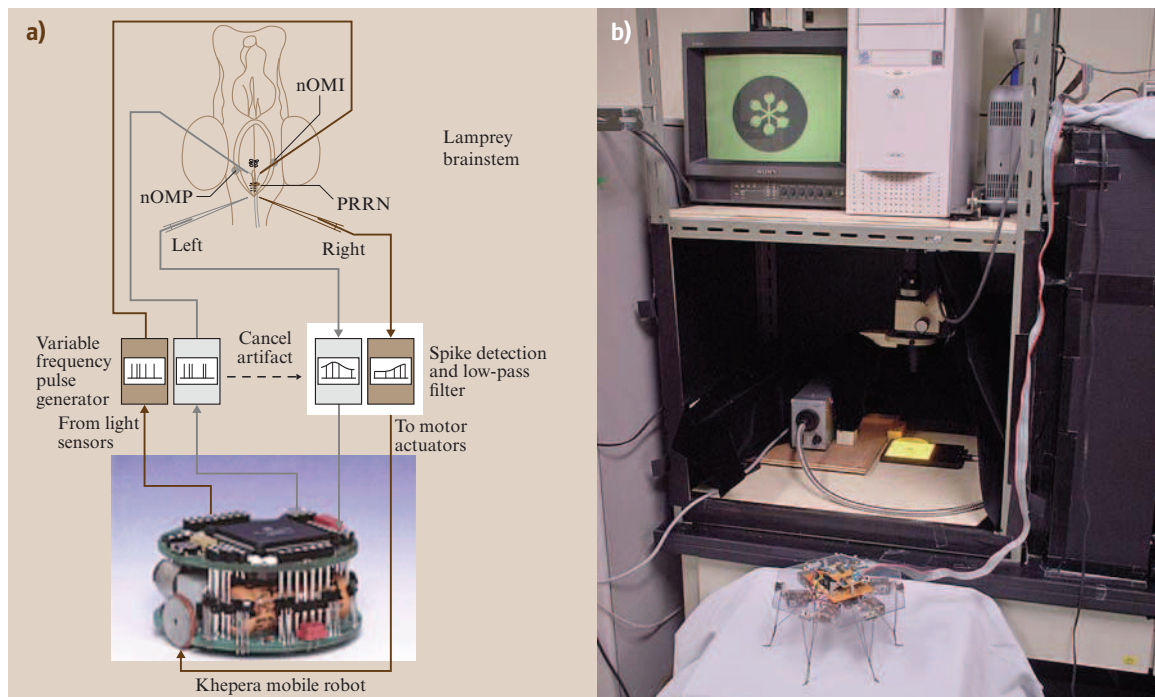 a)
nOMI
Lamprey
brainstem
nOMP
PRRN
Left
Right
Variable
frequency
pulse
generator
Cancel
artifact
Spike detection
and low-pass
filter
From light
sensors
To motor
actuators
Khepera mobile robot
b)
SONY